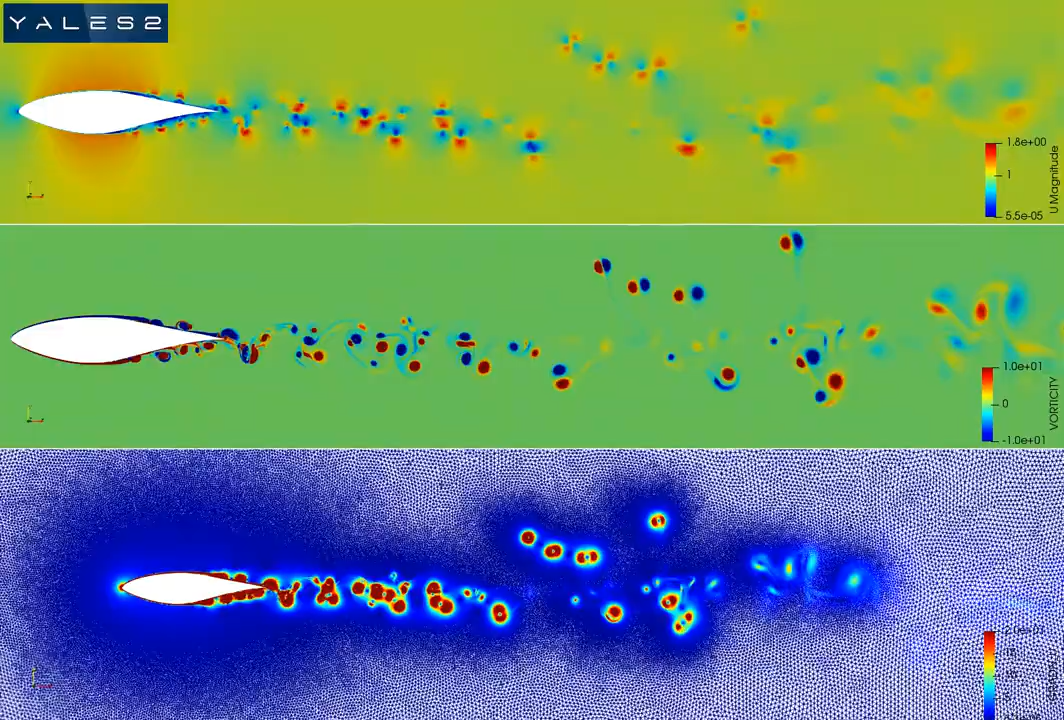 YALES2
1.8e+00
1
5.5e-05
U Magnitude
1.0e+01
0
-1.0e+01
VORTICITY